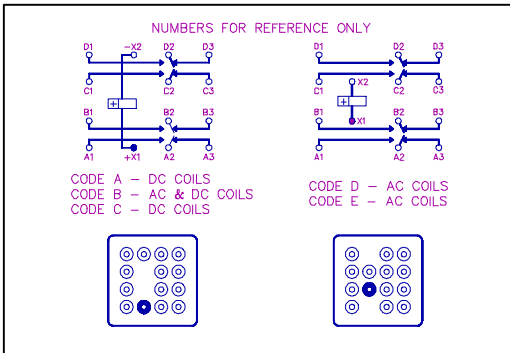 NUMBERS FOR REFERENCE ONLY
D1 -X2 D2 D3
C1 C2 C3
+
B1 B2 B3
A1 +X1 A2 A3
CODE A - DC COILS
CODE B - AC & DC COILS
CODE C - DC COILS
D1 D2 D3
C1 X2 C2 C3
+
B1 X1 B2 B3
A1 A2 A3
CODE D - AC COILS
CODE E - AC COILS